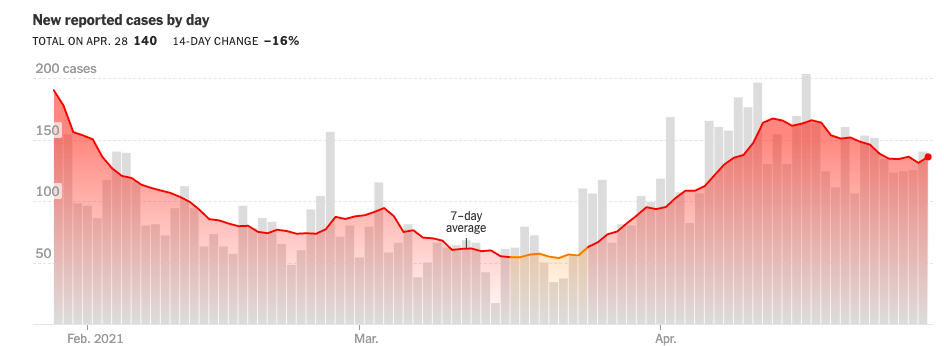 New reported cases by day
TOTAL ON APR. 28 140 14-DAY CHANGE −16%
200 cases
150
100
7–day
average
50
Feb. 2021 Mar. Apr.